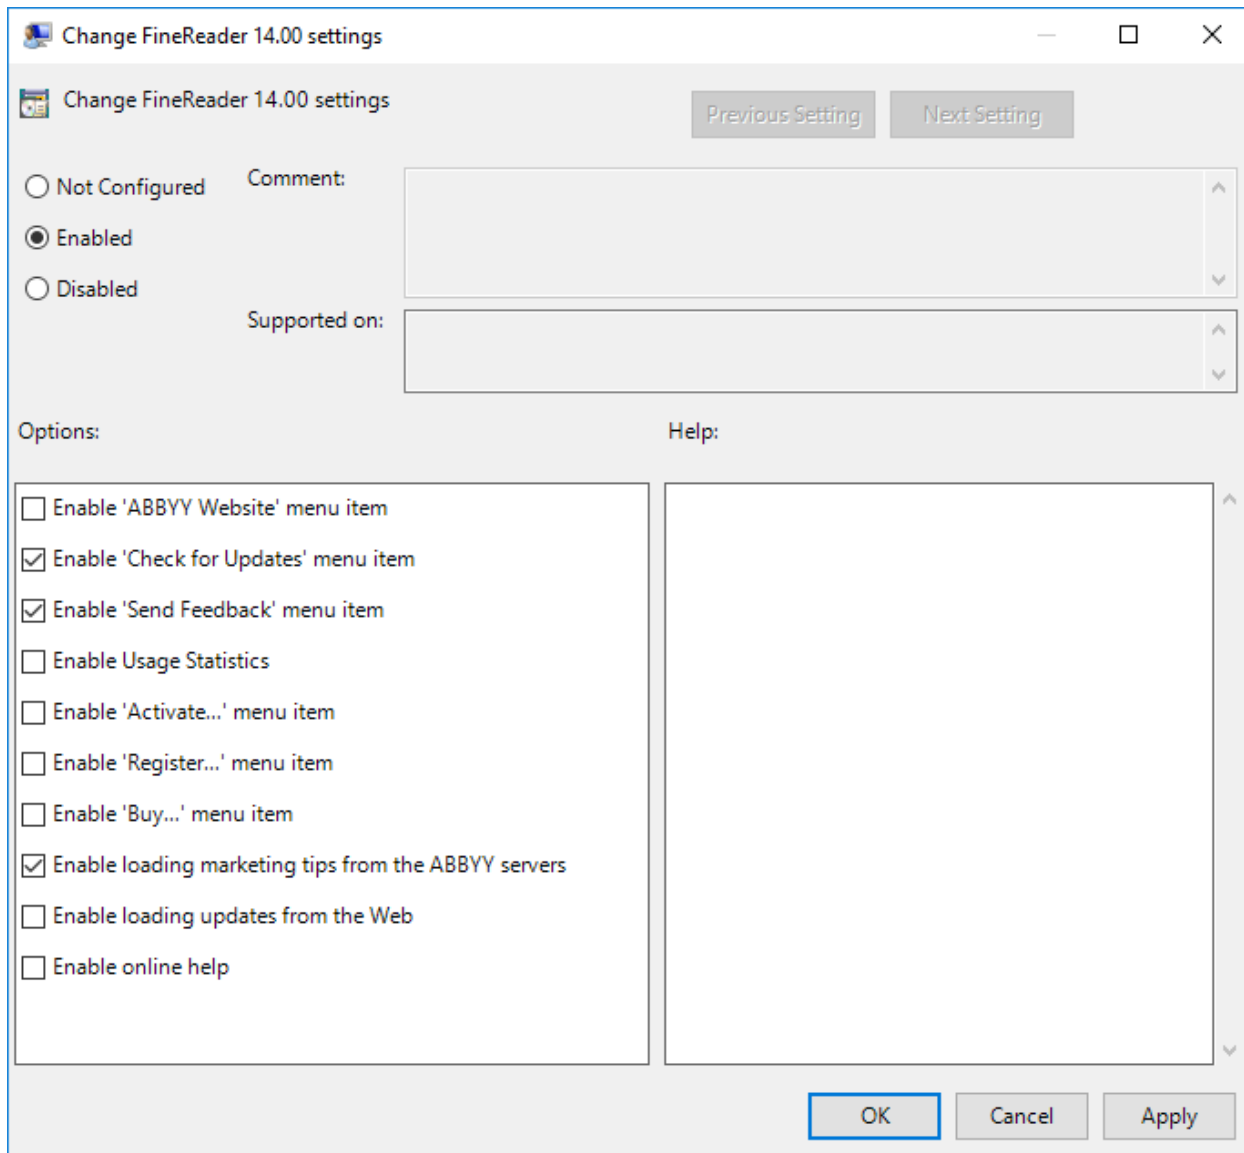 Change FineReader 14.00 settings
Change FineReader 14.00 settings
Previous Setting
Next Setting
Not Configured
Comment:
Enabled
Disabled
Supported on:
Options:
Help:
Enable 'ABBYY Website' menu item
Enable 'Check for Updates' menu item
Enable 'Send Feedback' menu item
Enable Usage Statistics
Enable 'Activate...' menu item
Enable 'Register...' menu item
Enable 'Buy...' menu item
Enable loading marketing tips from the ABBYY servers
Enable loading updates from the Web
Enable online help
OK
Cancel
Apply